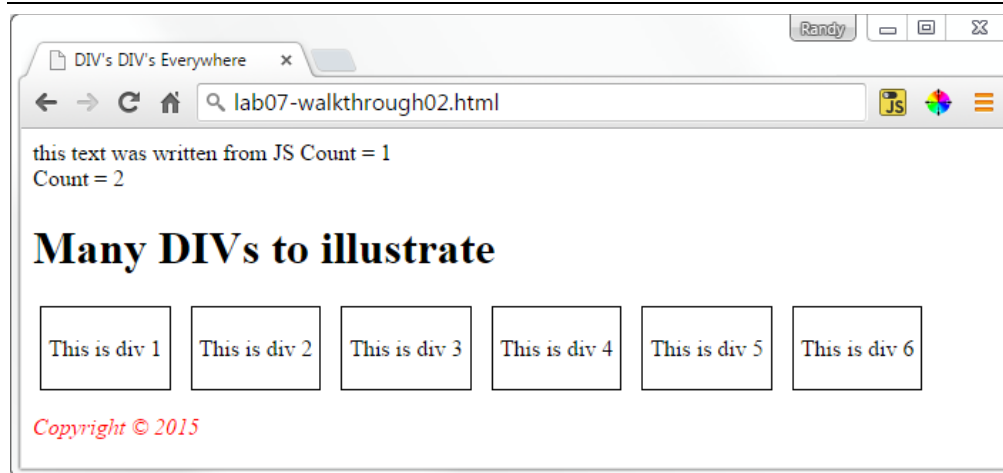 Randy
DIV's DIV's Everywhere
lab07-walkthrough02.html
JS
this text was written from JS Count = 1
Count = 2
Many DIVs to illustrate
This is div 1 This is div 2 This is div 3 This is div 4 This is div 5 This is div 6
Copyright © 2015